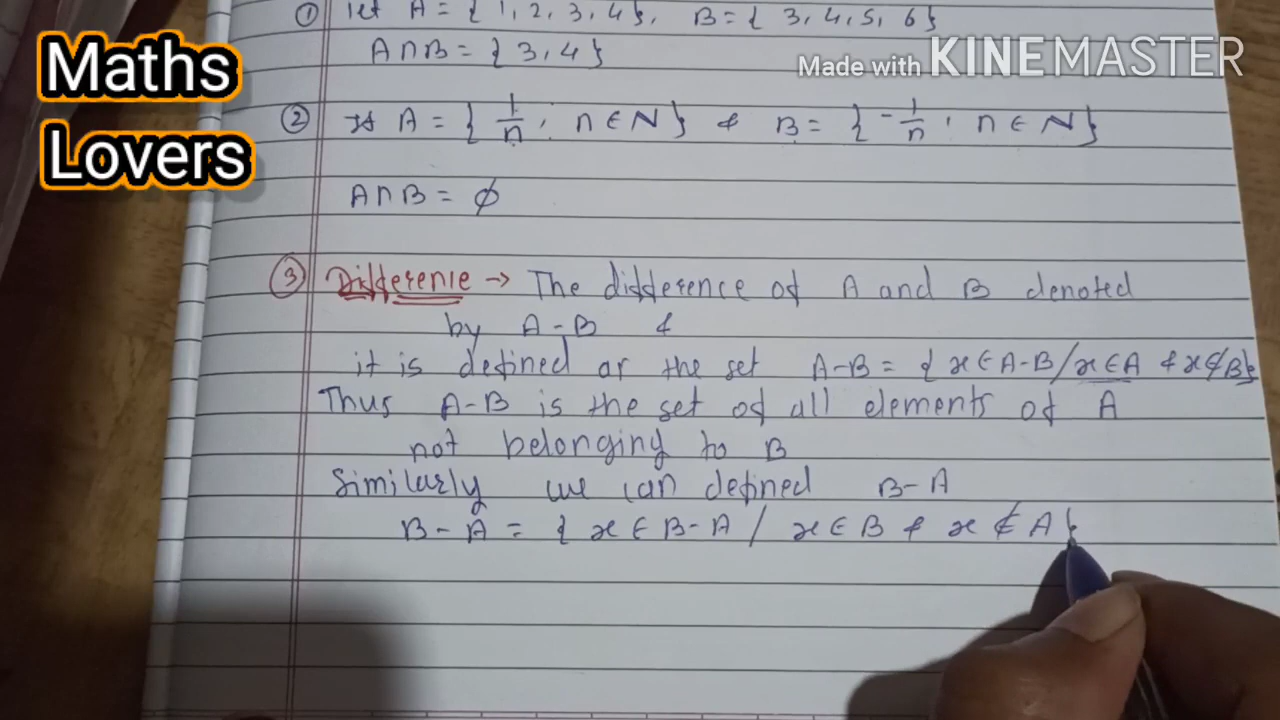 Maths
Lovers
Made with KINEMASTER
① let A = { 1, 2, 3, 4 }, B = { 3, 4, 5, 6 }
A∩B = { 3, 4 }
② If A = { 1/n ; n ∈ N } & B = { -1/n ; n ∈ N }
A∩B = ϕ
③ Difference → The difference of A and B denoted
by A-B &
it is defined as the set A-B = { x ∈ A-B / x ∈ A & x ∉ B }
Thus A-B is the set of all elements of A
not belonging to B
Similarly we can defined B-A
B-A = { x ∈ B-A / x ∈ B & x ∉ A }